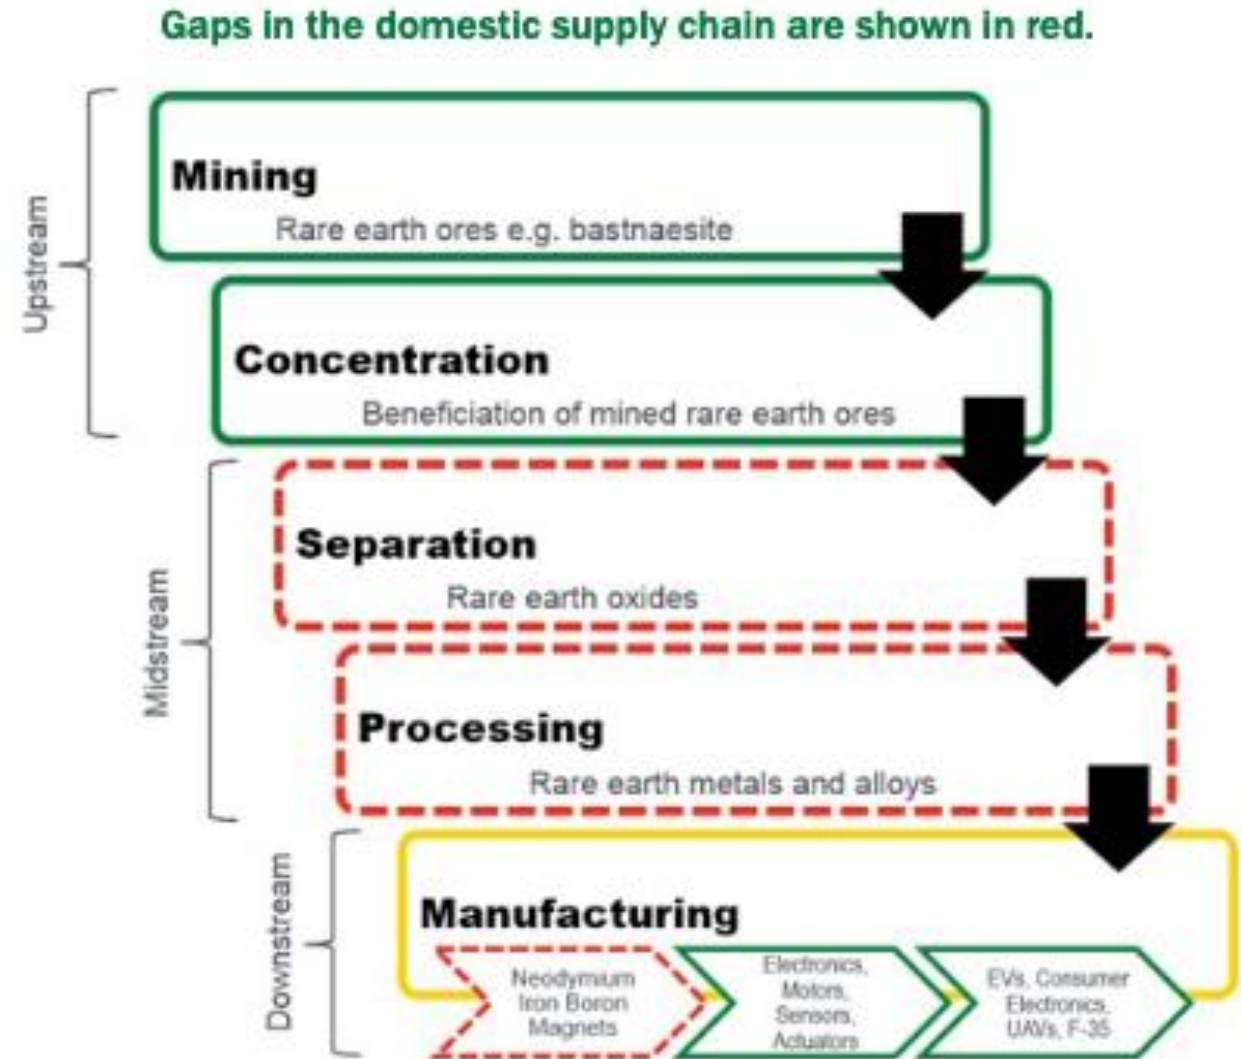 Gaps in the domestic supply chain are shown in red.
Upstream
Mining
Rare earth ores e.g. bastnaesite
Concentration
Beneficiation of mined rare earth ores
Midstream
Separation
Rare earth oxides
Processing
Rare earth metals and alloys
Downstream
Manufacturing
Neodymium
Iron Boron
Magnets
Electronics,
Motors,
Sensors,
Actuators
EVs, Consumer
Electronics,
UAVs, F-35